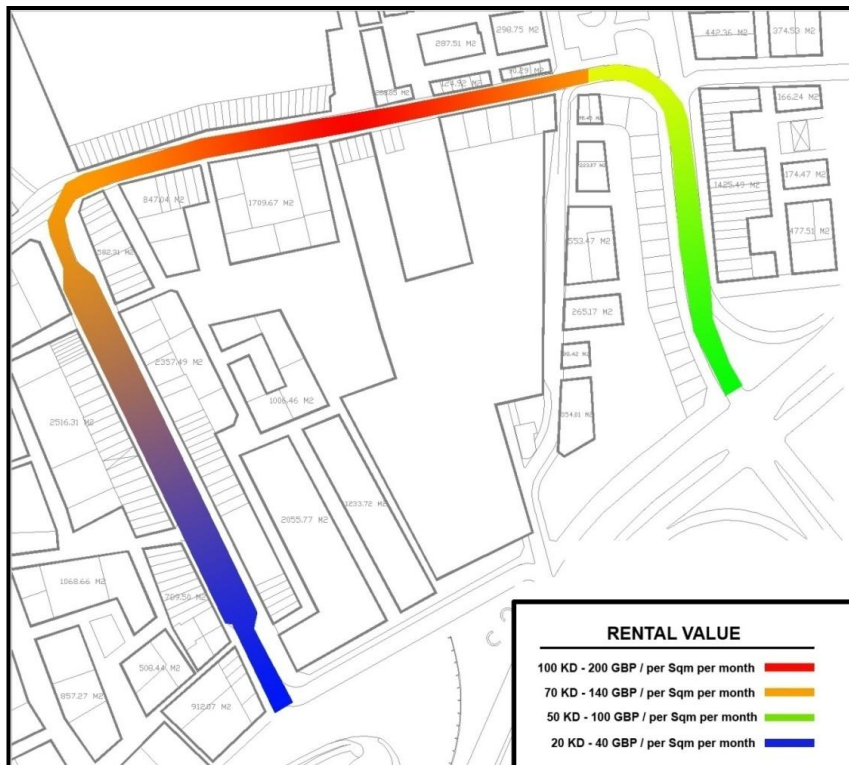 298.75 M2
442.36 M2
374.53 M2
287.51 M2
166.24 M2
1425.49 M2
847.04 M2
1709.67 M2
174.47 M2
477.51 M2
553.47 M2
265.17 M2
2357.49 M2
1006.46 M2
2516.31 M2
2055.77 M2
1233.72 M2
1068.66 M2
508.44 M2
857.27 M2
912.07 M2
RENTAL VALUE
100 KD - 200 GBP / per Sqm per month
70 KD - 140 GBP / per Sqm per month
50 KD - 100 GBP / per Sqm per month
20 KD - 40 GBP / per Sqm per month